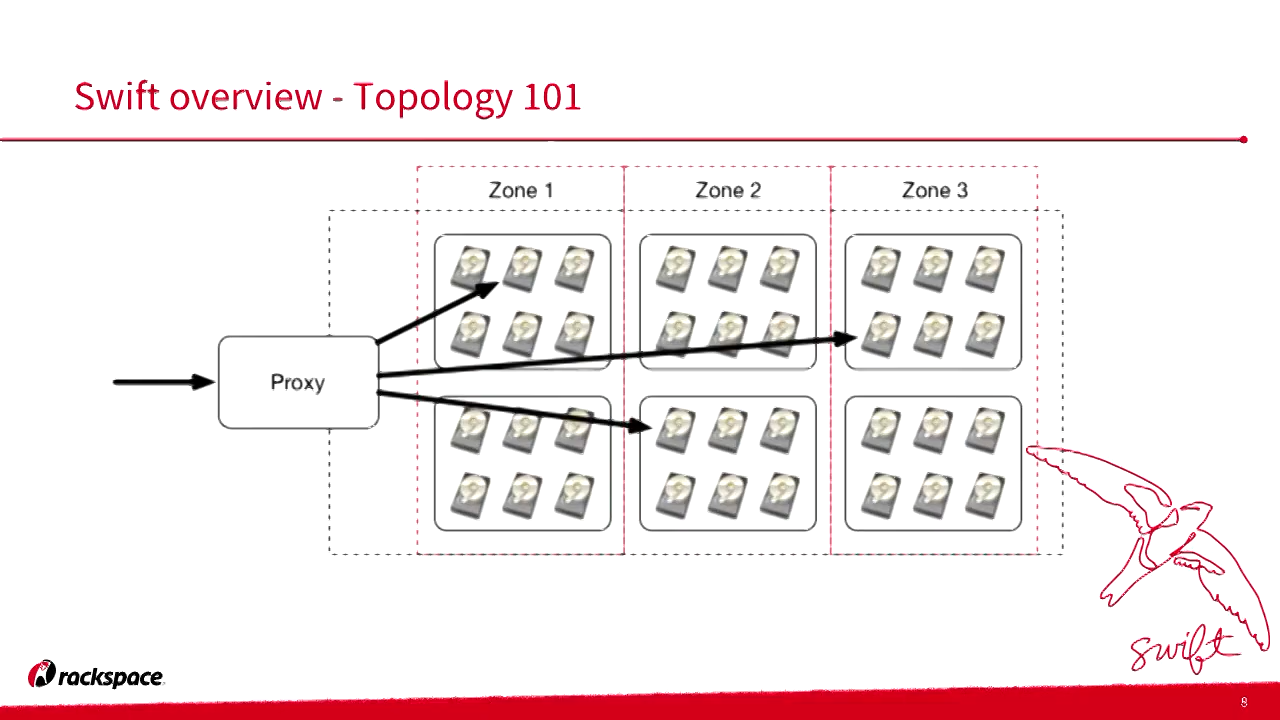 Swift overview - Topology 101
Zone 1
Zone 2
Zone 3
Proxy
swift
rackspace
8